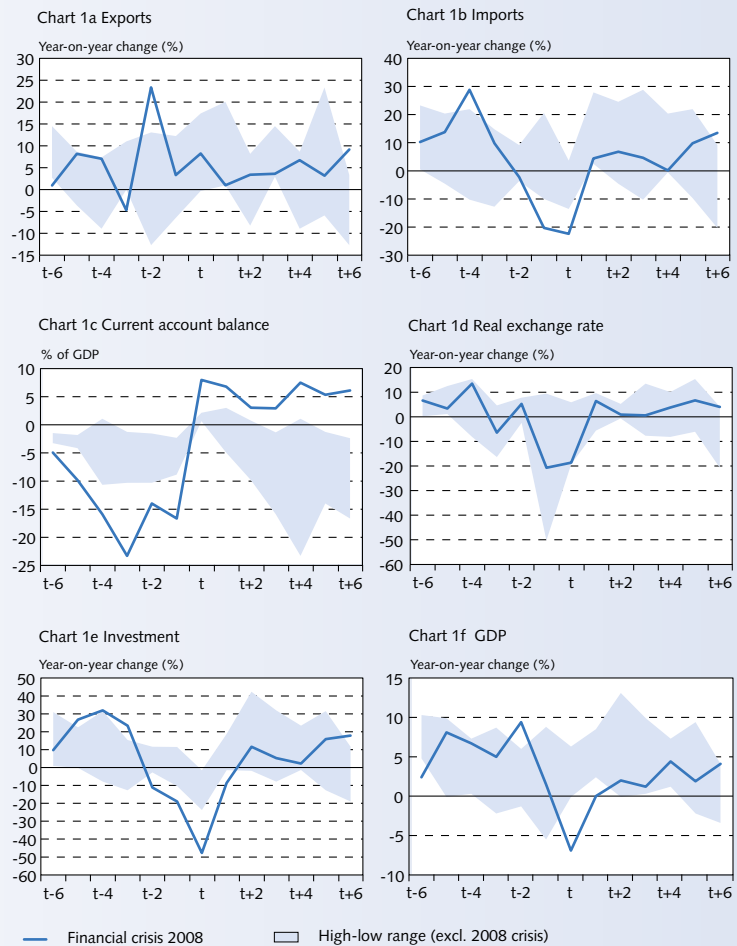 Chart 1a Exports
Year-on-year change (%)
30
25
20
15
10
5
0
-5
-10
-15
t-6 t-4 t-2 t t+2 t+4 t+6
Chart 1b Imports
Year-on-year change (%)
40
30
20
10
0
-10
-20
-30
t-6 t-4 t-2 t t+2 t+4 t+6
Chart 1c Current account balance
% of GDP
10
5
0
-5
-10
-15
-20
-25
t-6 t-4 t-2 t t+2 t+4 t+6
Chart 1d Real exchange rate
Year-on-year change (%)
20
10
0
-10
-20
-30
-40
-50
-60
t-6 t-4 t-2 t t+2 t+4 t+6
Chart 1e Investment
Year-on-year change (%)
50
40
30
20
10
0
-10
-20
-30
-40
-50
-60
t-6 t-4 t-2 t t+2 t+4 t+6
Chart 1f GDP
Year-on-year change (%)
15
10
5
0
-5
-10
t-6 t-4 t-2 t t+2 t+4 t+6
Financial crisis 2008
High-low range (excl. 2008 crisis)